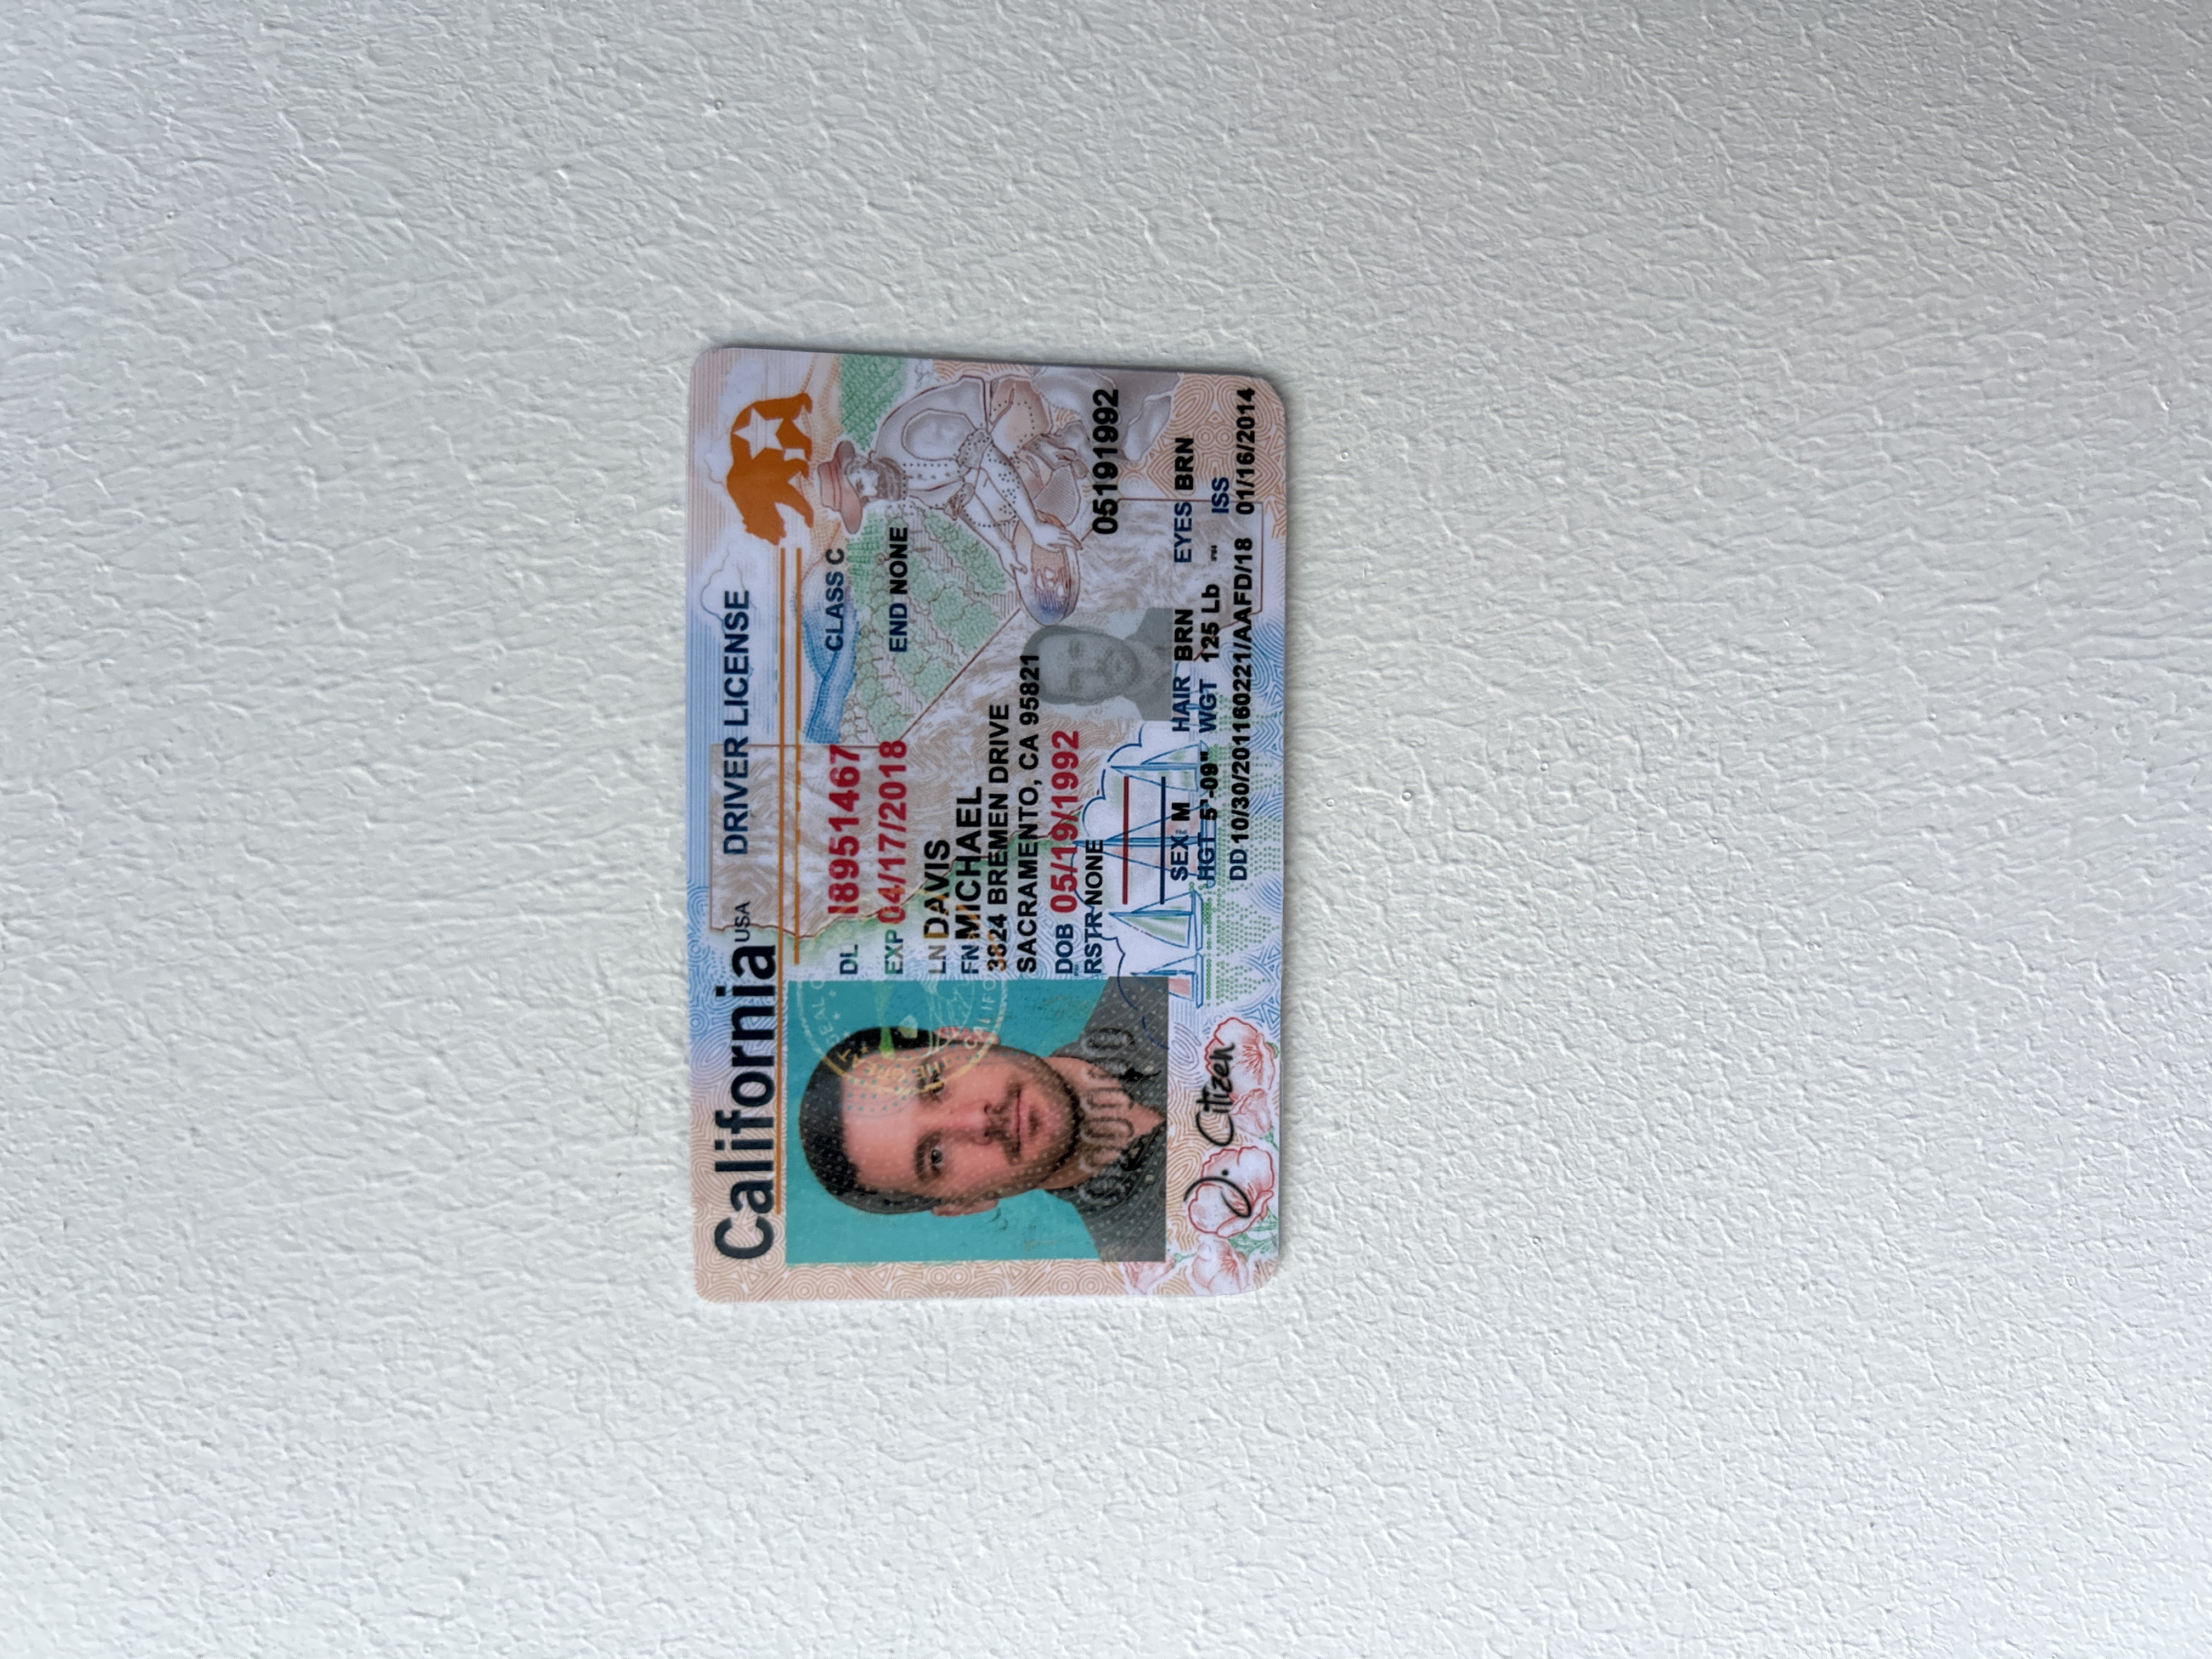 California USA DRIVER LICENSE
DL I8951467 CLASS C
EXP 04/17/2018 END NONE
LN DAVIS
FN MICHAEL
3824 BREMEN DRIVE
SACRAMENTO, CA 95821
DOB 05/19/1992
RSTR NONE 05191992
SEX M HAIR BRN EYES BRN
HGT 5'-09" WGT 125 Lb ISS
DD 10/30/201160221/AAFD/18 01/16/2014
J. Citizen